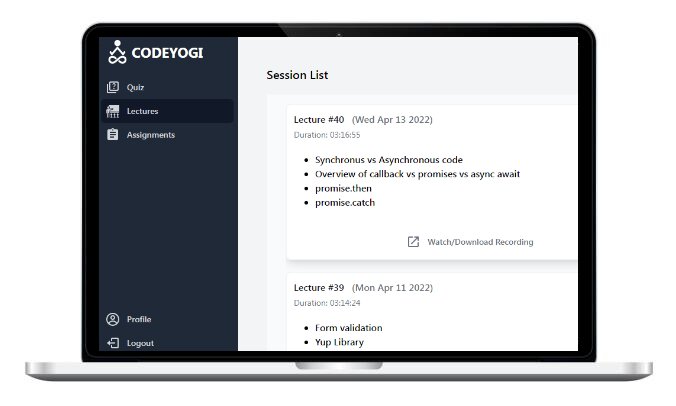 CODEYOGI
Quiz
Lectures
Assignments
Profile
Logout
Session List
Lecture #40 (Wed Apr 13 2022)
Duration: 03:16:55
• Synchronus vs Asynchronous code
• Overview of callback vs promises vs async await
• promise.then
• promise.catch
Watch/Download Recording
Lecture #39 (Mon Apr 11 2022)
Duration: 03:14:24
• Form validation
• Yup Library